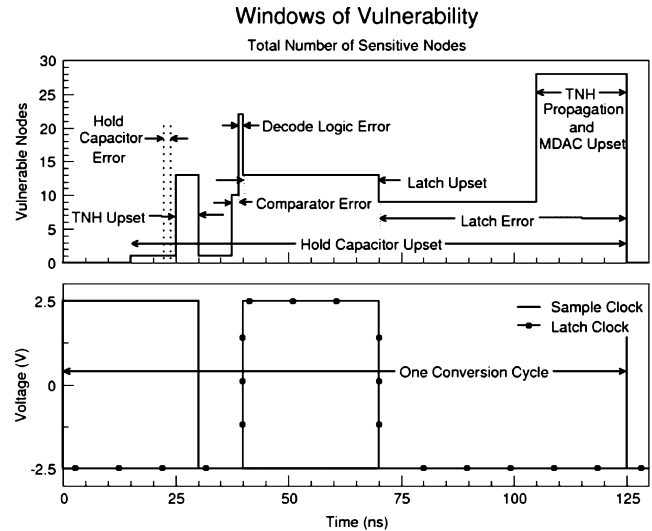 Windows of Vulnerability
Total Number of Sensitive Nodes
30
25
20
15
10
5
0
Vulnerable Nodes
Hold
Capacitor
Error
TNH Upset
Decode Logic Error
Comparator Error
Latch Upset
Latch Error
Hold Capacitor Upset
TNH
Propagation
and
MDAC Upset
2.5
0
-2.5
Voltage (V)
Sample Clock
Latch Clock
One Conversion Cycle
0
25
50
75
100
125
Time (ns)